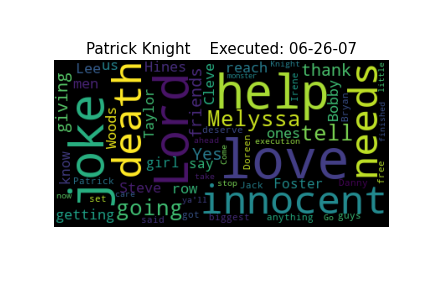 Patrick Knight    Executed: 06-26-07
Lee us Hines reach Knight thank little
men friends Cleve monster Irene Bobby
giving Joke Woods death Taylor Lord help needs
Melyssa Bryan finished
deserve ones tell
know girl Yes say ahead Come Doreen execution love free
Patrick Steve row take stop Jack Foster Danny
now set care going ya'll innocent
getting said got biggest anything Go guys